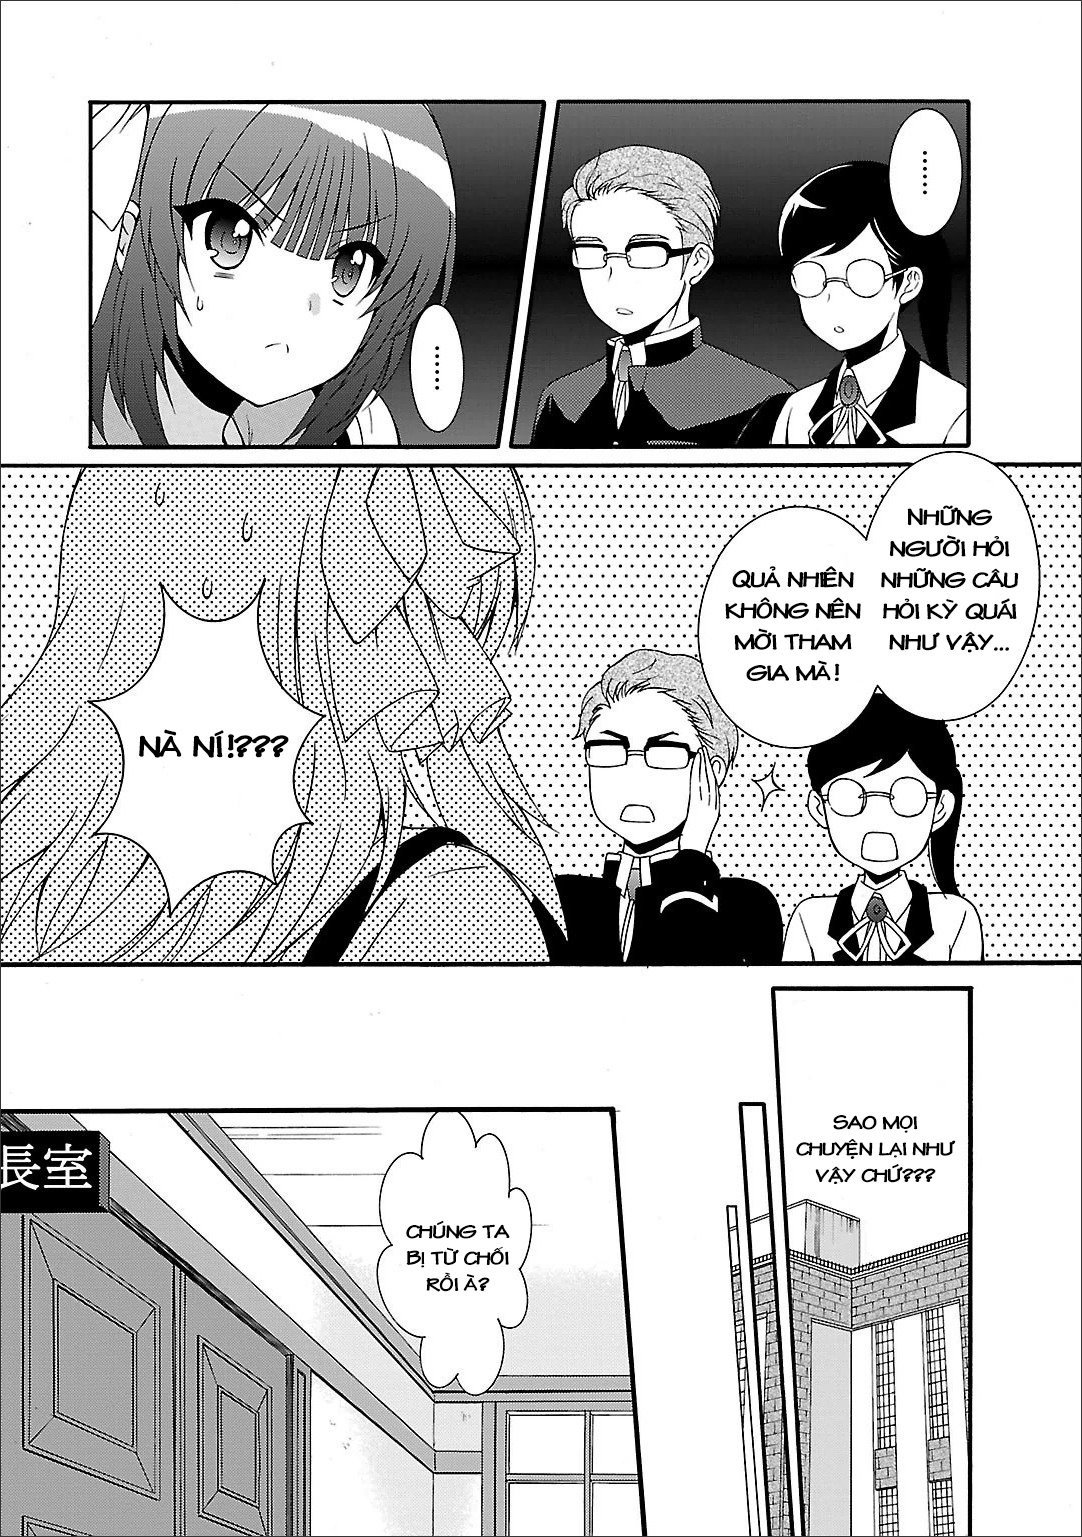 ......
......
NHỮNG
NGƯỜI HỎI
NHỮNG CÂU
HỎI KỲ QUÁI
NHƯ VẬY...
QUẢ NHIÊN
KHÔNG NÊN
MỜI THAM
GIA MÀ!
NÀ NÍ!???
SAO MỌI
CHUYỆN LẠI NHƯ
VẬY CHỨ???
CHÚNG TA
BỊ TỪ CHỐI
RỒI À?
長室